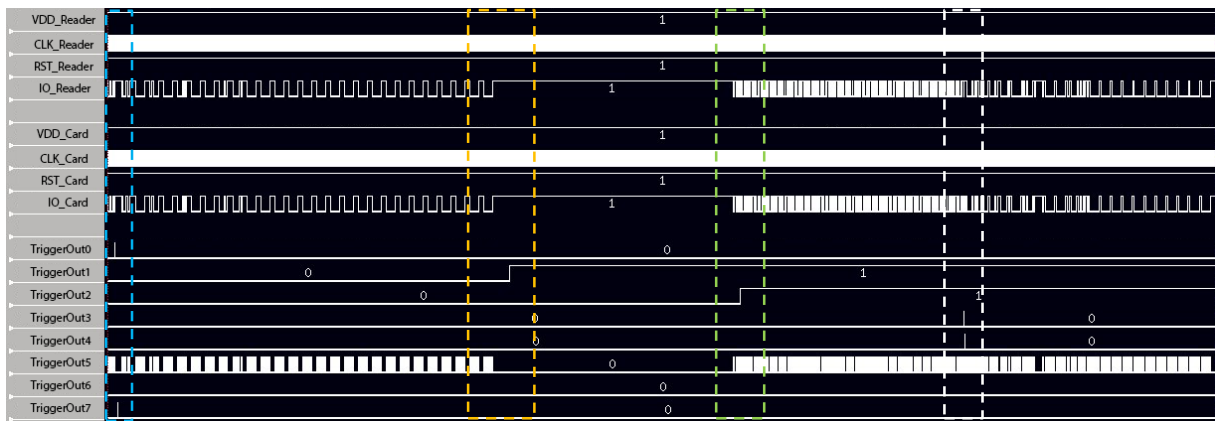 VDD_Reader 1
CLK_Reader
RST_Reader 1
IO_Reader 1
VDD_Card 1
CLK_Card
RST_Card 1
IO_Card 1
TriggerOut0 0
TriggerOut1 0 1
TriggerOut2 0 1
TriggerOut3 0 0
TriggerOut4 0 0
TriggerOut5 0
TriggerOut6 0
TriggerOut7 0